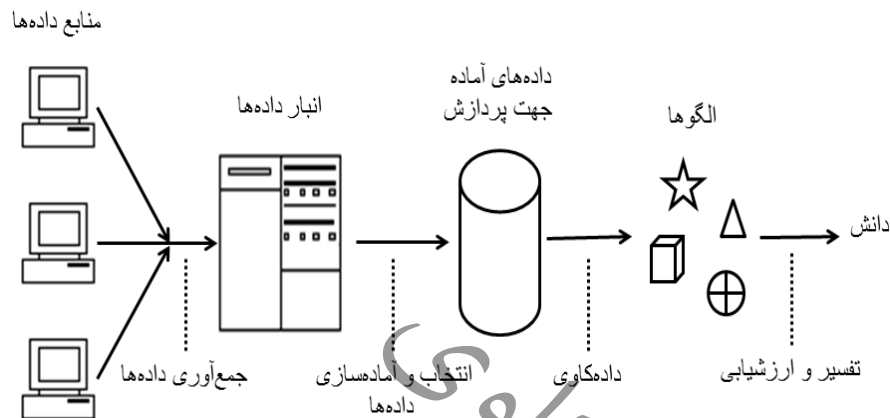 منابع داده‌ها
داده‌های آماده
جهت پردازش
انبار داده‌ها
الگوها
دانش
جمع‌آوری داده‌ها
انتخاب و آماده‌سازی
داده‌ها
داده‌کاوی
تفسیر و ارزشیابی